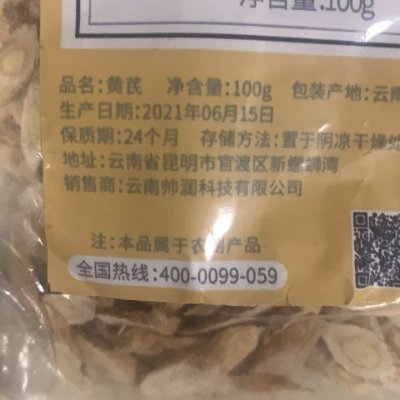 净含量:100g
品名:黄芪 净含量:100g 包装产地:云南
生产日期:2021年06月15日
保质期:24个月 存储方法:置于阴凉干燥处
地址:云南省昆明市官渡区新螺蛳湾
销售商:云南帅润科技有限公司
注:本品属于农副产品
全国热线:400-0099-059